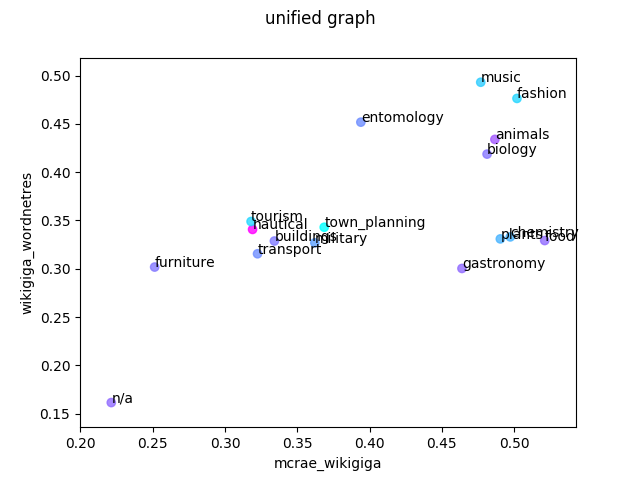 unified graph
0.50
0.45
0.40
0.35
0.30
0.25
0.20
0.15
wikigiga_wordnetres
music
fashion
entomology
animals
biology
tourism
nautical
town_planning
buildings
military
transport
plants
chemistry
food
gastronomy
furniture
n/a
0.20 0.25 0.30 0.35 0.40 0.45 0.50
mcrae_wikigiga